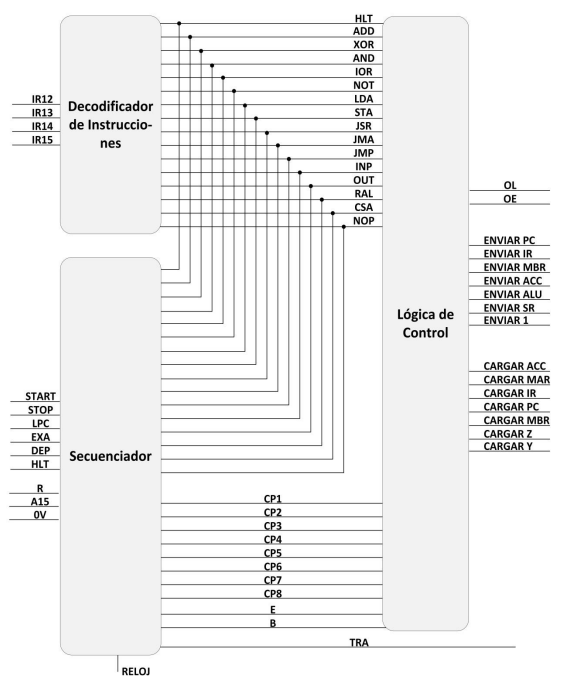 HLT
ADD
XOR
AND
IOR
NOT
LDA
STA
JSR
JMA
JMP
INP
OUT
RAL
CSA
NOP
IR12
IR13
IR14
IR15
Decodificador
de Instruccio-
nes
OL
OE
ENVIAR PC
ENVIAR IR
ENVIAR MBR
ENVIAR ACC
ENVIAR ALU
ENVIAR SR
ENVIAR 1
Lógica de
Control
CARGAR ACC
CARGAR MAR
CARGAR IR
CARGAR PC
CARGAR MBR
CARGAR Z
CARGAR Y
START
STOP
LPC
EXA
DEP
HLT
R
A15
0V
Secuenciador
CP1
CP2
CP3
CP4
CP5
CP6
CP7
CP8
E
B
TRA
RELOJ